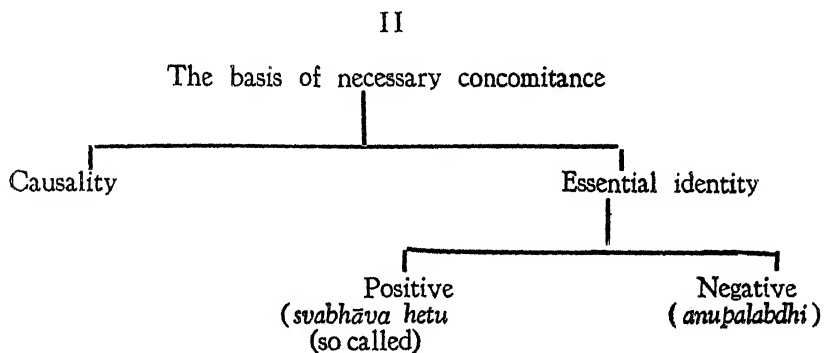 II
The basis of necessary concomitance
Causality Essential identity
Positive Negative
(svabhāva hetu (anupalabdhi)
(so called)